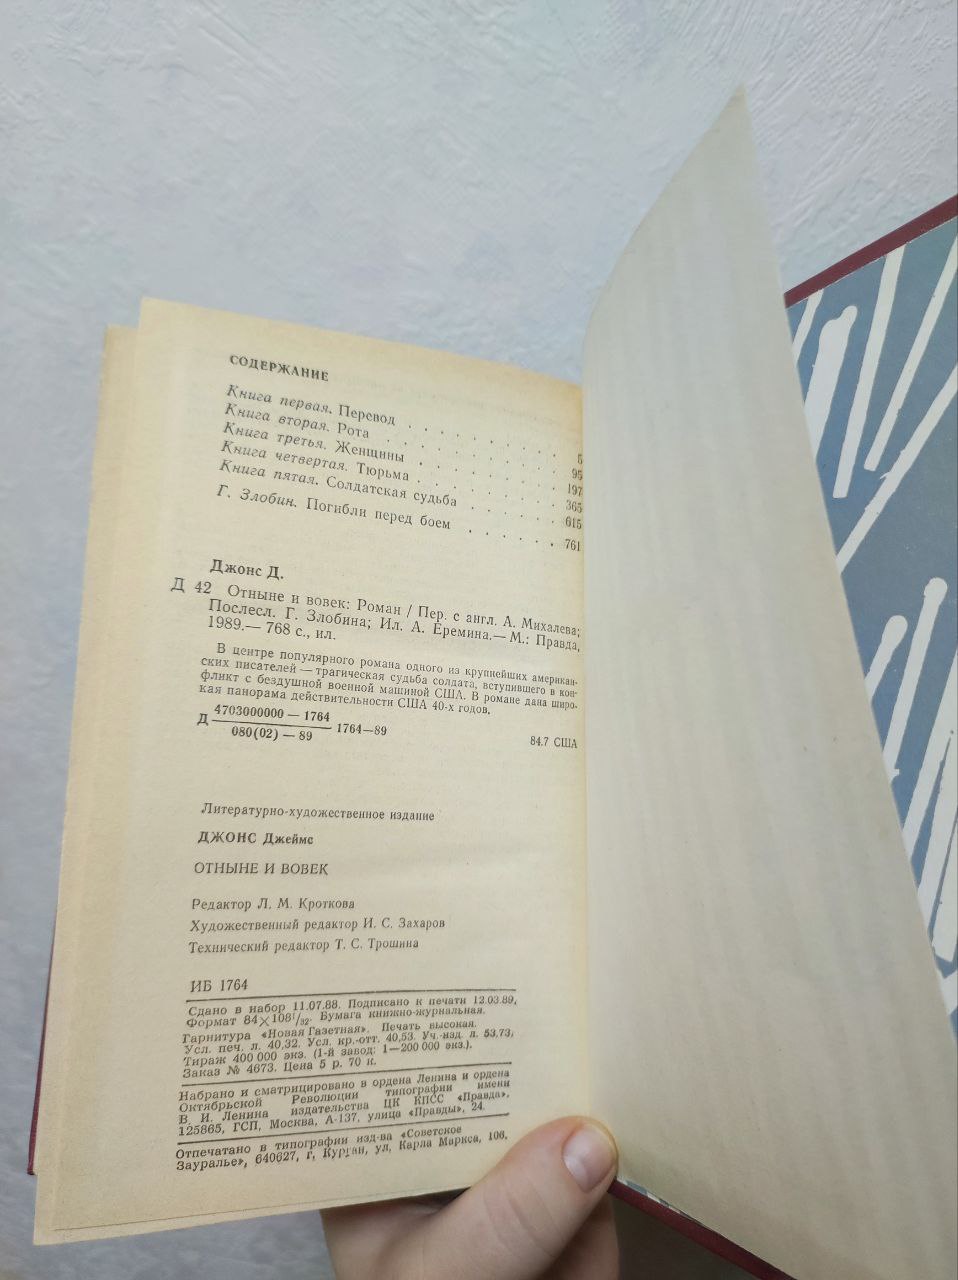 СОДЕРЖАНИЕ
Книга первая. Перевод . . . . . . . . . 5
Книга вторая. Рота . . . . . . . . . . 95
Книга третья. Женщины . . . . . . . . 197
Книга четвертая. Тюрьма . . . . . . . . 365
Книга пятая. Солдатская судьба . . . . . . 615
Г. Злобин. Погибли перед боем . . . . . . 761
Джонс Д.
Д 42 Отныне и вовек: Роман / Пер. с англ. А. Михалева;
Послесл. Г. Злобина; Ил. А. Еремина.— М.: Правда,
1989.— 768 с., ил.
В центре популярного романа одного из крупнейших американ-
ских писателей — трагическая судьба солдата, вступившего в кон-
фликт с бездушной военной машиной США. В романе дана широ-
кая панорама действительности США 40-х годов.
4703000000 — 1764
Д 1764—89
080(02) — 89
84.7 США
Литературно-художественное издание
ДЖОНС Джеймс
ОТНЫНЕ И ВОВЕК
Редактор Л. М. Кроткова
Художественный редактор И. С. Захаров
Технический редактор Т. С. Трошина
ИБ 1764
Сдано в набор 11.07.88. Подписано к печати 12.03.89.
Формат 84×108 1/32. Бумага книжно-журнальная.
Гарнитура «Новая Газетная». Печать высокая.
Усл. печ. л. 40,32. Усл. кр.-отт. 40,53. Уч.-изд. л. 53,73.
Тираж 400 000 экз. (1-й завод: 1—200 000 экз.).
Заказ № 4673. Цена 5 р. 70 к.
Набрано и сматрицировано в ордена Ленина и ордена
Октябрьской Революции типографии имени
В. И. Ленина издательства ЦК КПСС «Правда».
125865, ГСП, Москва, А-137, улица «Правды», 24.
Отпечатано в типографии изд-ва «Советское
Зауралье», 640627, г. Курган, ул. Карла Маркса, 106.